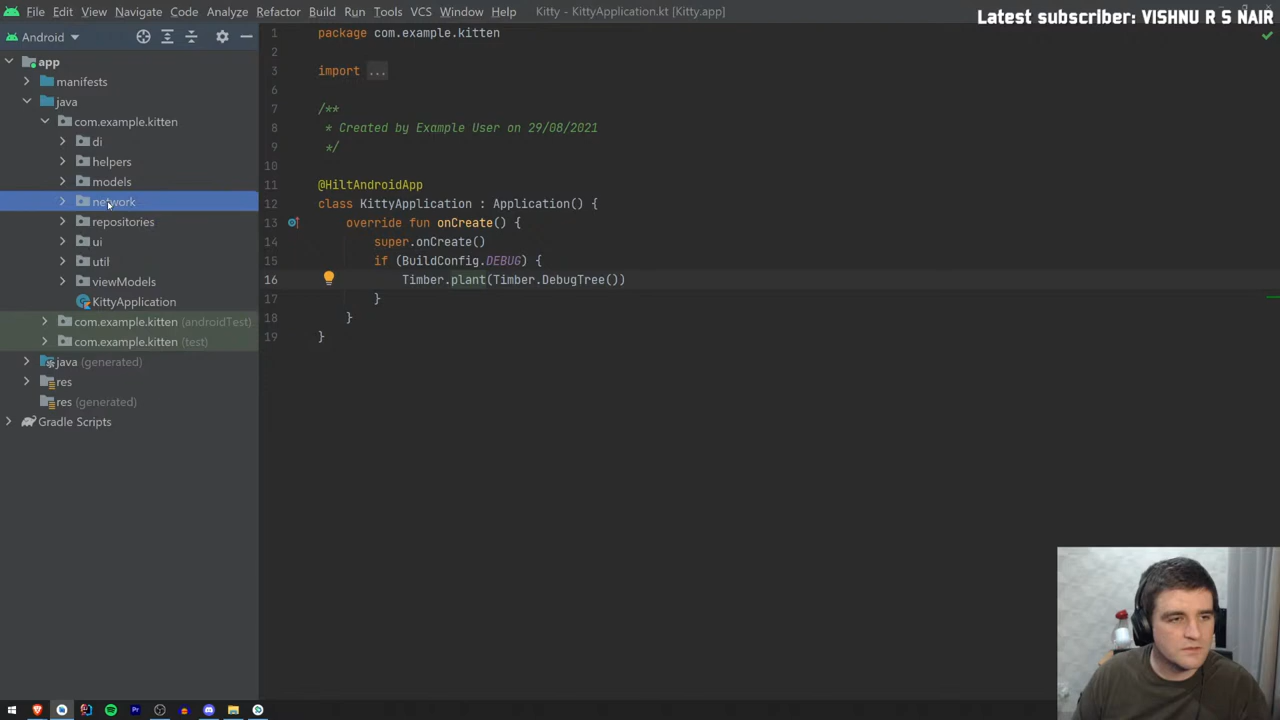 File Edit View Navigate Code Analyze Refactor Build Run Tools VCS Window Help Kitty - KittyApplication.kt [Kitty.app]
Latest subscriber: VISHNU R S NAIR
Android
app
manifests
java
com.example.kitten
di
helpers
models
network
repositories
ui
util
viewModels
KittyApplication
com.example.kitten (androidTest)
com.example.kitten (test)
java (generated)
res
res (generated)
Gradle Scripts
1 package com.example.kitten
2
3 import ...
6
7 /**
8 * Created by Example User on 29/08/2021
9 */
10
11 @HiltAndroidApp
12 class KittyApplication : Application() {
13 override fun onCreate() {
14 super.onCreate()
15 if (BuildConfig.DEBUG) {
16 Timber.plant(Timber.DebugTree())
17 }
18 }
19 }